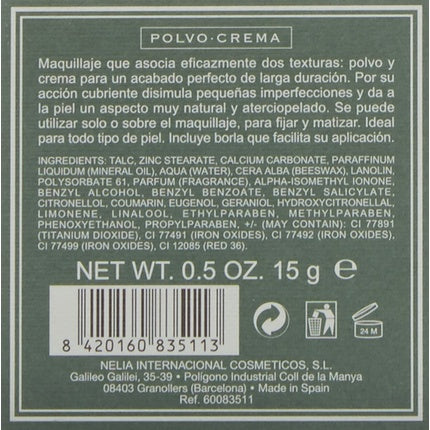 POLVO·CREMA
Maquillaje que asocia eficazmente dos texturas: polvo y
crema para un acabado perfecto de larga duración. Por su
acción cubriente disimula pequeñas imperfecciones y da a
la piel un aspecto muy natural y aterciopelado. Se puede
utilizar solo o sobre el maquillaje, para fijar y matizar. Ideal
para todo tipo de piel. Incluye borla que facilita su aplicación.
INGREDIENTS: TALC, ZINC STEARATE, CALCIUM CARBONATE, PARAFFINUM
LIQUIDUM (MINERAL OIL), AQUA (WATER), CERA ALBA (BEESWAX), LANOLIN,
POLYSORBATE 61, PARFUM (FRAGRANCE), ALPHA-ISOMETHYL IONONE,
BENZYL ALCOHOL, BENZYL BENZOATE, BENZYL SALICYLATE,
CITRONELLOL, COUMARIN, EUGENOL, GERANIOL, HYDROXYCITRONELLAL,
LIMONENE, LINALOOL, ETHYLPARABEN, METHYLPARABEN,
PHENOXYETHANOL, PROPYLPARABEN, +/- (MAY CONTAIN): CI 77891
(TITANIUM DIOXIDE), CI 77491 (IRON OXIDES), CI 77492 (IRON OXIDES),
CI 77499 (IRON OXIDES), CI 12085 (RED 36).
NET WT. 0.5 OZ. 15 g ℮
8 420160 835113
24 M
NELIA INTERNACIONAL COSMETICOS, S.L.
Galileo Galilei, 35-39 • Polígono Industrial Coll de la Manya
08403 Granollers (Barcelona) • Made in Spain
Ref. 60083511